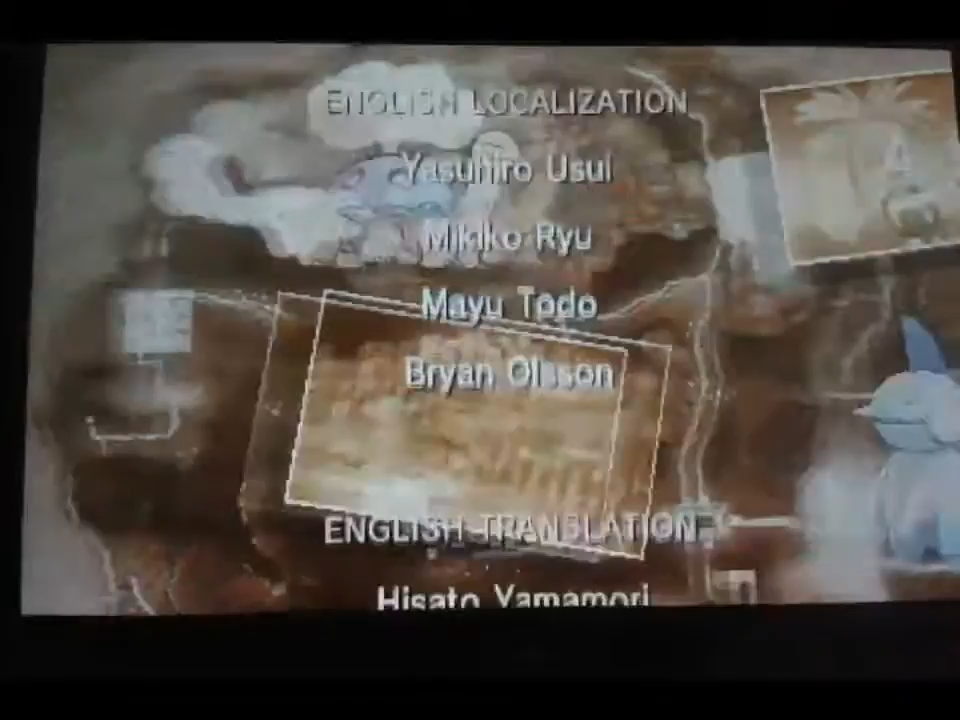 ENGLISH LOCALIZATION
Yasuhiro Usui
Mikiko Ryu
Mayu Todo
Bryan Olsson
ENGLISH TRANSLATION
Hisato Yamamori